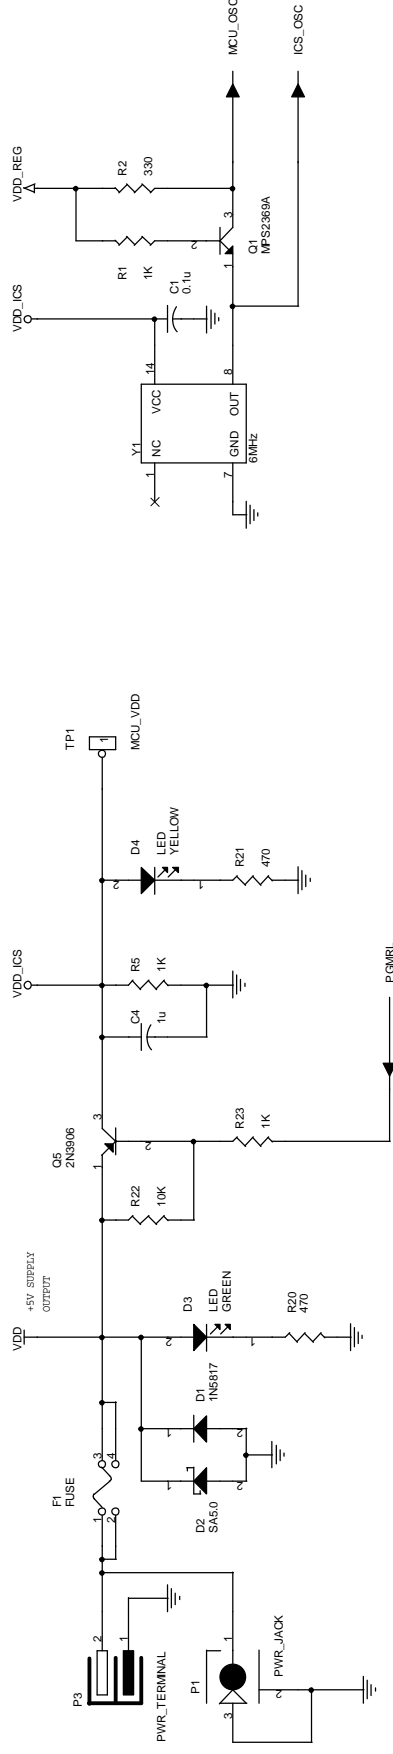 VDD
+5V SUPPLY
OUTPUT
VDD_ICS
F1
FUSE
1
2
3
4
Q5
2N3906
1
3
2
TP1
1
MCU_VDD
P3
2
1
PWR_TERMINAL
P1
1
3
2
PWR_JACK
D2
SA5.0
1
2
D1
1N5817
1
2
D3
LED
GREEN
2
1
R20
470
R22
10K
R23
1K
C4
1u
R5
1K
D4
LED
YELLOW
2
1
R21
470
VDD_ICS
VDD_REG
Y1
1
NC
VCC
14
7
GND
OUT
8
6MHz
C1
0.1u
R1
1K
R2
330
2
1
3
Q1
MPS2369A
MCU_OSC
ICS_OSC